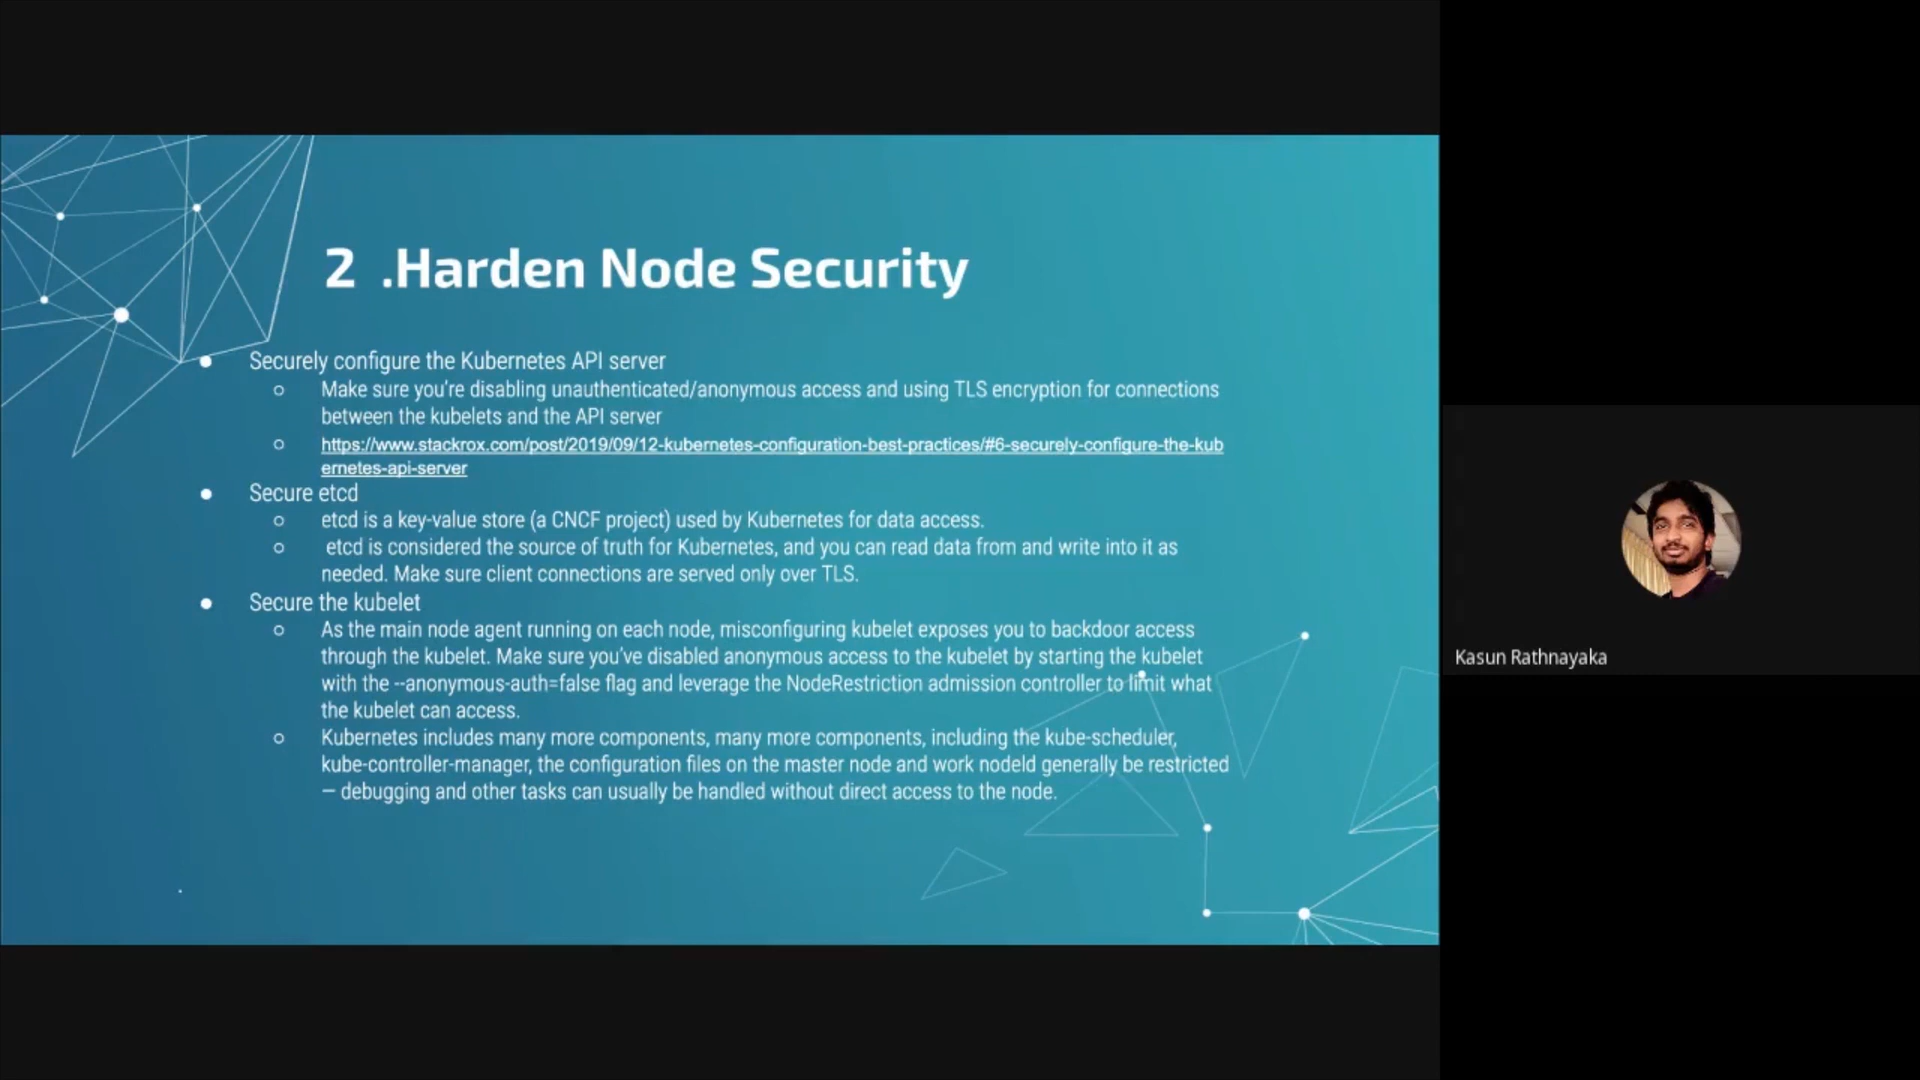 2 .Harden Node Security
Securely configure the Kubernetes API server
Make sure you're disabling unauthenticated/anonymous access and using TLS encryption for connections
between the kubelets and the API server
https://www.stackrox.com/post/2019/09/12-kubernetes-configuration-best-practices/#6-securely-configure-the-kub
ernetes-api-server
Secure etcd
etcd is a key-value store (a CNCF project) used by Kubernetes for data access.
etcd is considered the source of truth for Kubernetes, and you can read data from and write into it as
needed. Make sure client connections are served only over TLS.
Secure the kubelet
As the main node agent running on each node, misconfiguring kubelet exposes you to backdoor access
through the kubelet. Make sure you've disabled anonymous access to the kubelet by starting the kubelet
with the --anonymous-auth=false flag and leverage the NodeRestriction admission controller to limit what
the kubelet can access.
Kubernetes includes many more components, many more components, including the kube-scheduler,
kube-controller-manager, the configuration files on the master node and work nodeld generally be restricted
— debugging and other tasks can usually be handled without direct access to the node.
Kasun Rathnayaka